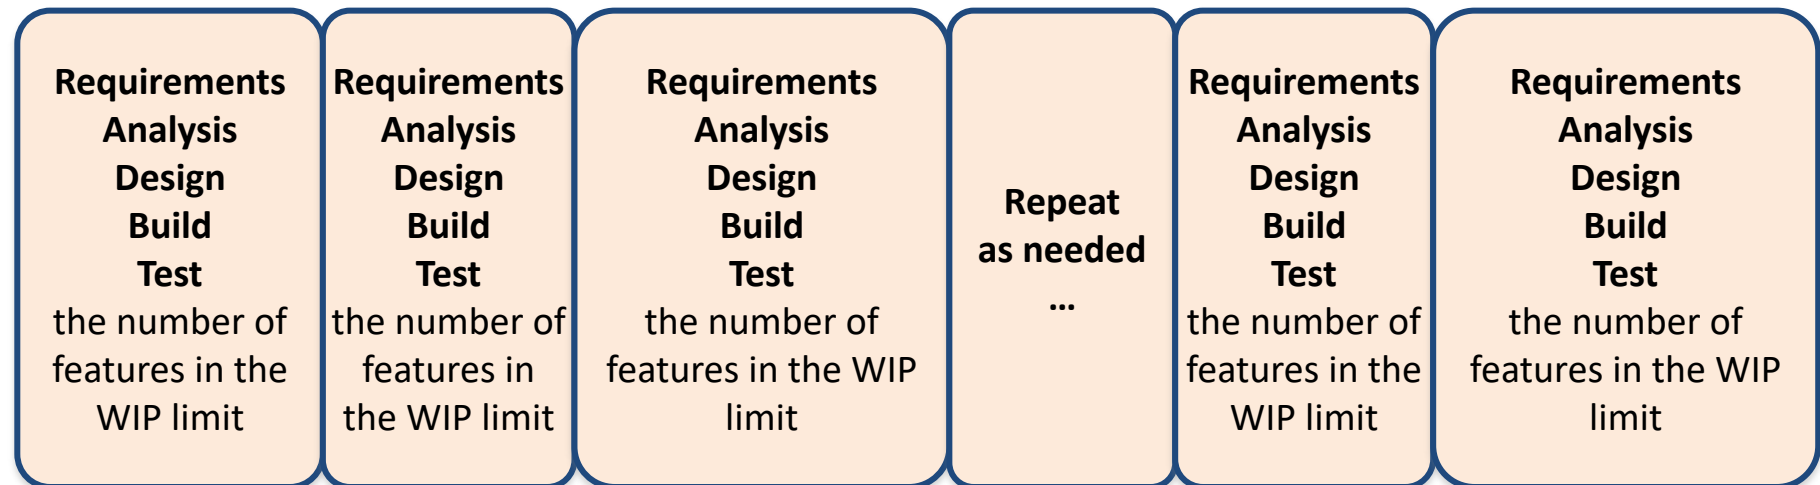 Requirements
Analysis
Design
Build
Test
the number of
features in the
WIP limit
Requirements
Analysis
Design
Build
Test
the number of
features in
the WIP limit
Requirements
Analysis
Design
Build
Test
the number of
features in the WIP
limit
Repeat
as needed
…
Requirements
Analysis
Design
Build
Test
the number of
features in the
WIP limit
Requirements
Analysis
Design
Build
Test
the number of
features in the WIP
limit